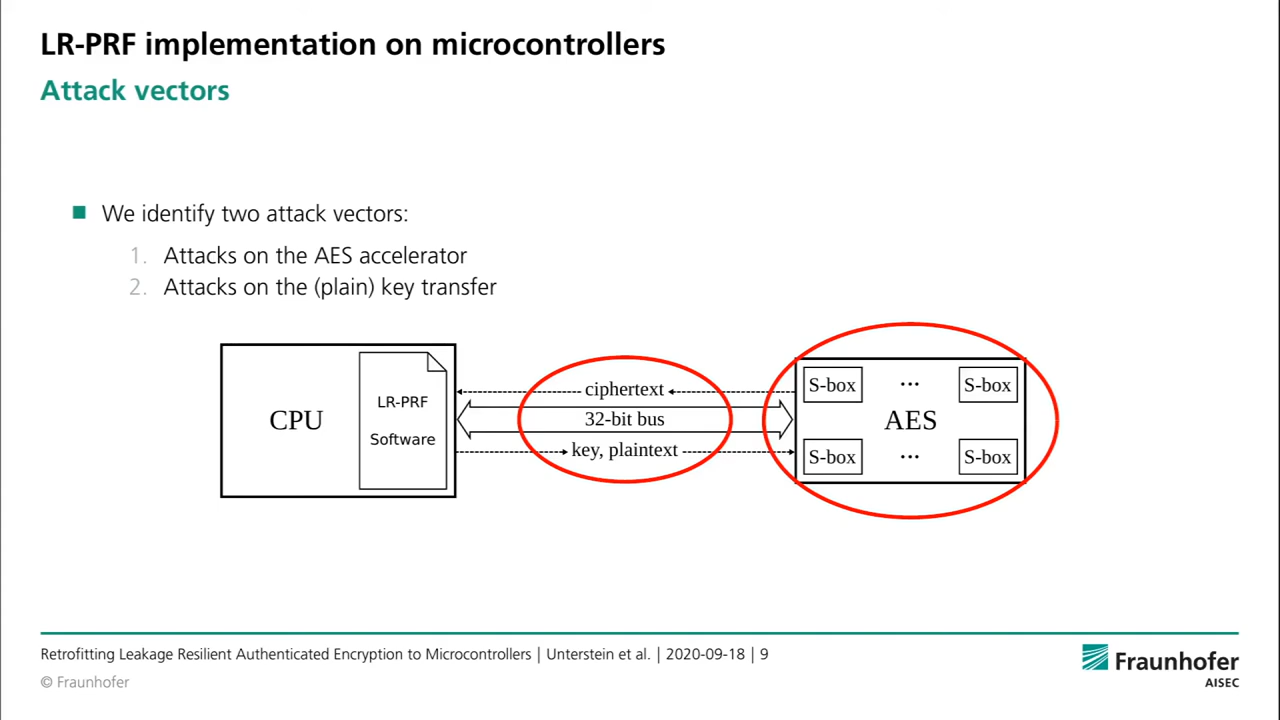 LR-PRF implementation on microcontrollers
Attack vectors
We identify two attack vectors:
1. Attacks on the AES accelerator
2. Attacks on the (plain) key transfer
CPU
LR-PRF
Software
ciphertext
32-bit bus
key, plaintext
S-box ... S-box
AES
S-box ... S-box
Retrofitting Leakage Resilient Authenticated Encryption to Microcontrollers | Unterstein et al. | 2020-09-18 | 9
© Fraunhofer
Fraunhofer
AISEC